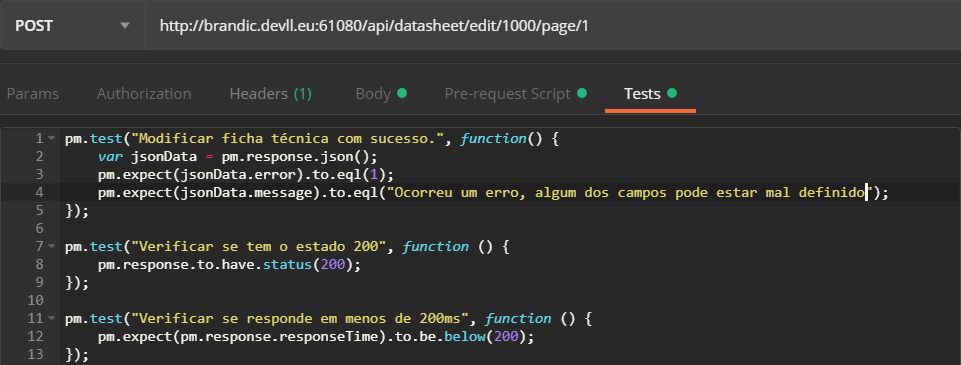 POST http://brandic.devll.eu:61080/api/datasheet/edit/1000/page/1
Params Authorization Headers (1) Body Pre-request Script Tests
1 pm.test("Modificar ficha técnica com sucesso.", function() {
2 var jsonData = pm.response.json();
3 pm.expect(jsonData.error).to.eql(1);
4 pm.expect(jsonData.message).to.eql("Ocorreu um erro, algum dos campos pode estar mal definido");
5 });
6
7 pm.test("Verificar se tem o estado 200", function () {
8 pm.response.to.have.status(200);
9 });
10
11 pm.test("Verificar se responde em menos de 200ms", function () {
12 pm.expect(pm.response.responseTime).to.be.below(200);
13 });